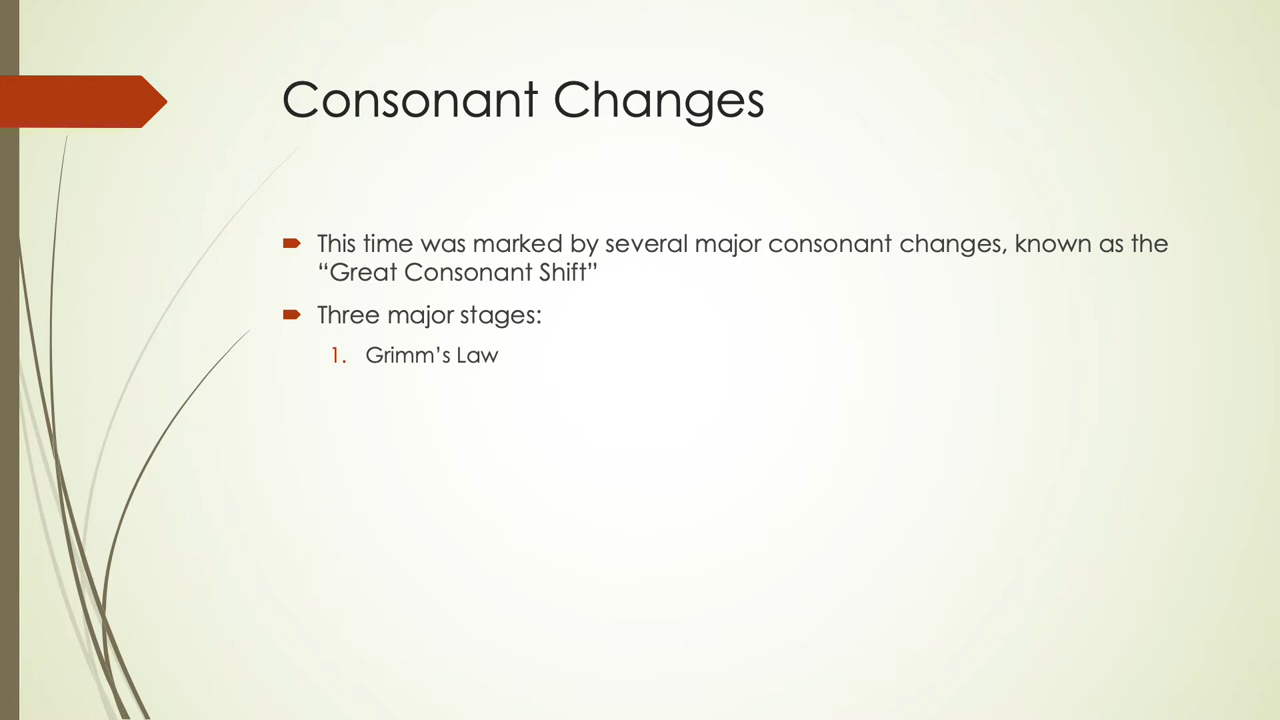 Consonant Changes
This time was marked by several major consonant changes, known as the
“Great Consonant Shift”
Three major stages:
1. Grimm’s Law